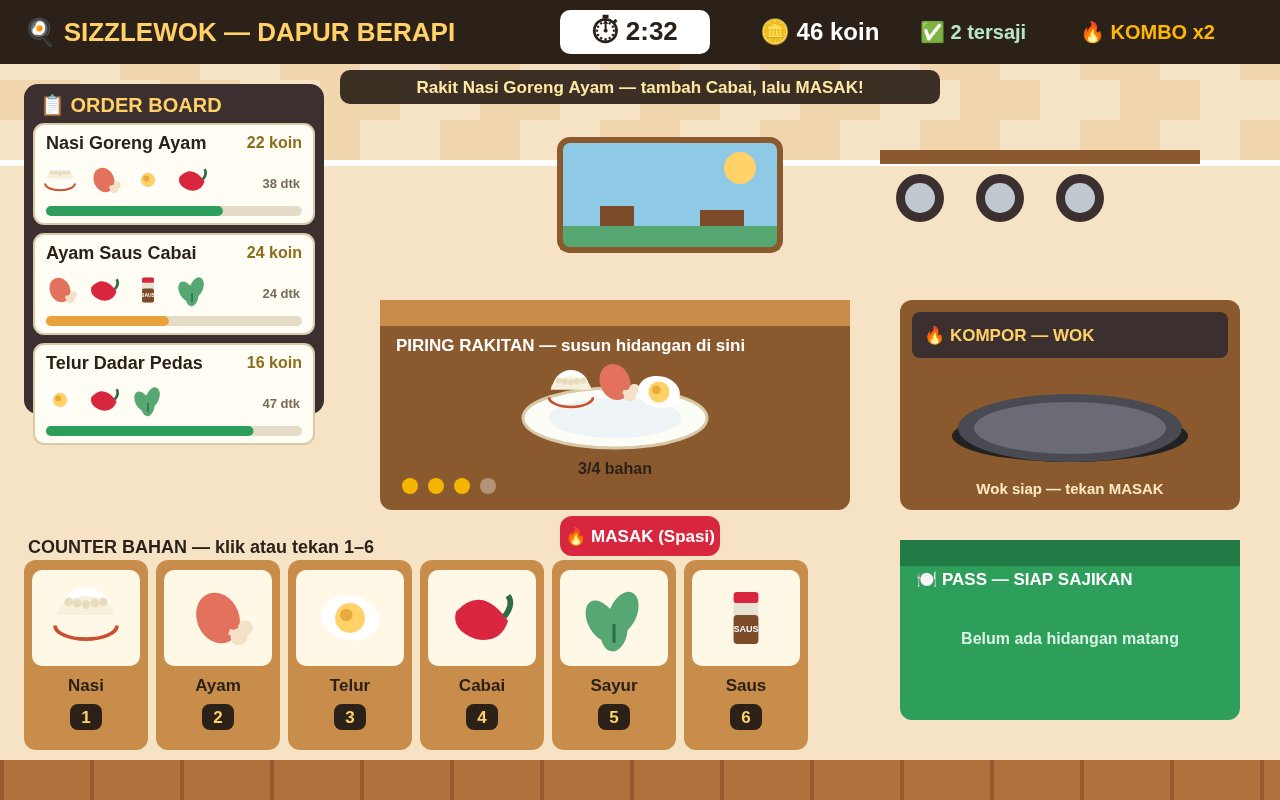 SIZZLEWOK — DAPUR BERAPI
2:32
46 koin
2 tersaji
KOMBO x2
Rakit Nasi Goreng Ayam — tambah Cabai, lalu MASAK!
ORDER BOARD
Nasi Goreng Ayam
22 koin
38 dtk
Ayam Saus Cabai
24 koin
SAUS
24 dtk
Telur Dadar Pedas
16 koin
47 dtk
PIRING RAKITAN — susun hidangan di sini
3/4 bahan
KOMPOR — WOK
Wok siap — tekan MASAK
MASAK (Spasi)
COUNTER BAHAN — klik atau tekan 1–6
Nasi
1
Ayam
2
Telur
3
Cabai
4
Sayur
5
SAUS
Saus
6
PASS — SIAP SAJIKAN
Belum ada hidangan matang